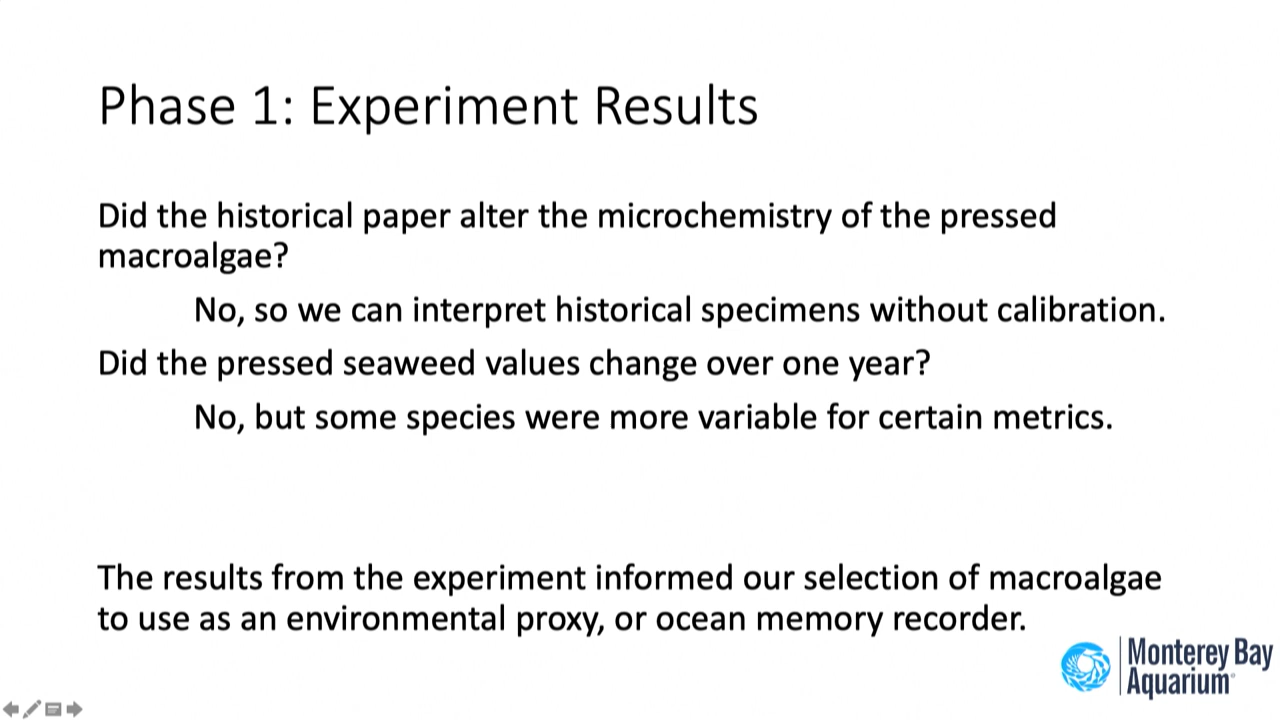 Phase 1: Experiment Results
Did the historical paper alter the microchemistry of the pressed
macroalgae?
No, so we can interpret historical specimens without calibration.
Did the pressed seaweed values change over one year?
No, but some species were more variable for certain metrics.
The results from the experiment informed our selection of macroalgae
to use as an environmental proxy, or ocean memory recorder.
Monterey Bay
Aquarium